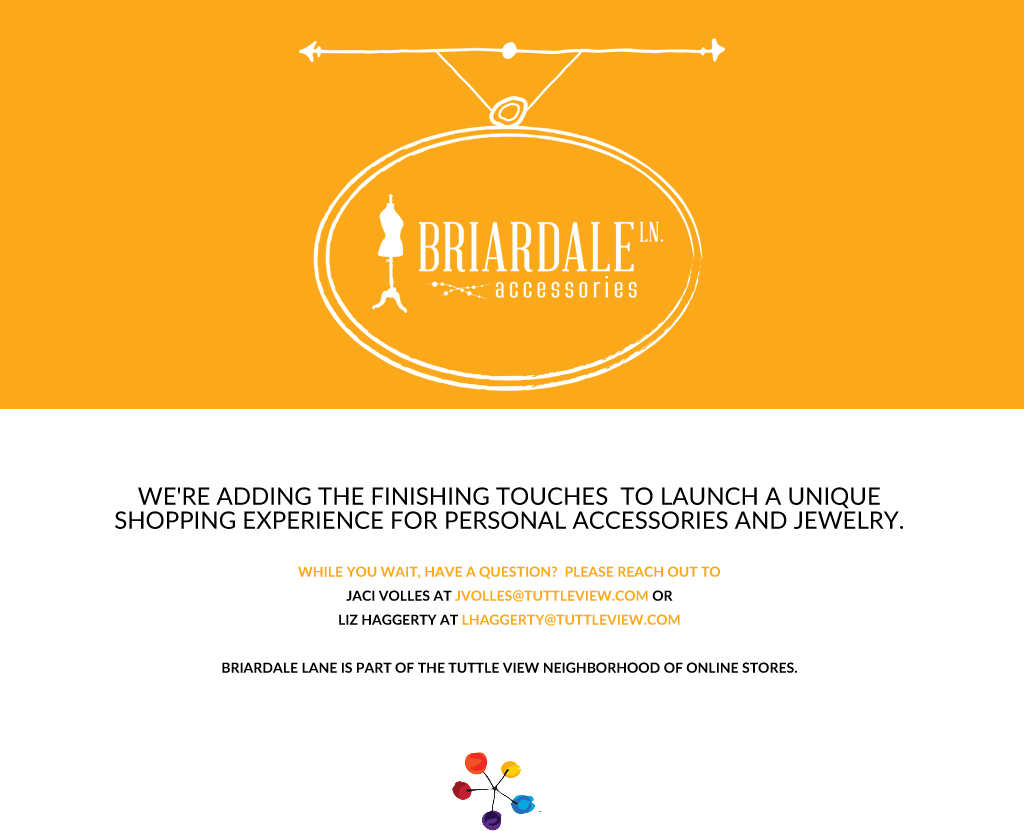 BRIARDALE LN.
accessories
WE'RE ADDING THE FINISHING TOUCHES  TO LAUNCH A UNIQUE
SHOPPING EXPERIENCE FOR PERSONAL ACCESSORIES AND JEWELRY.
WHILE YOU WAIT, HAVE A QUESTION?  PLEASE REACH OUT TO
JACI VOLLES AT JVOLLES@TUTTLEVIEW.COM OR
LIZ HAGGERTY AT LHAGGERTY@TUTTLEVIEW.COM
BRIARDALE LANE IS PART OF THE TUTTLE VIEW NEIGHBORHOOD OF ONLINE STORES.